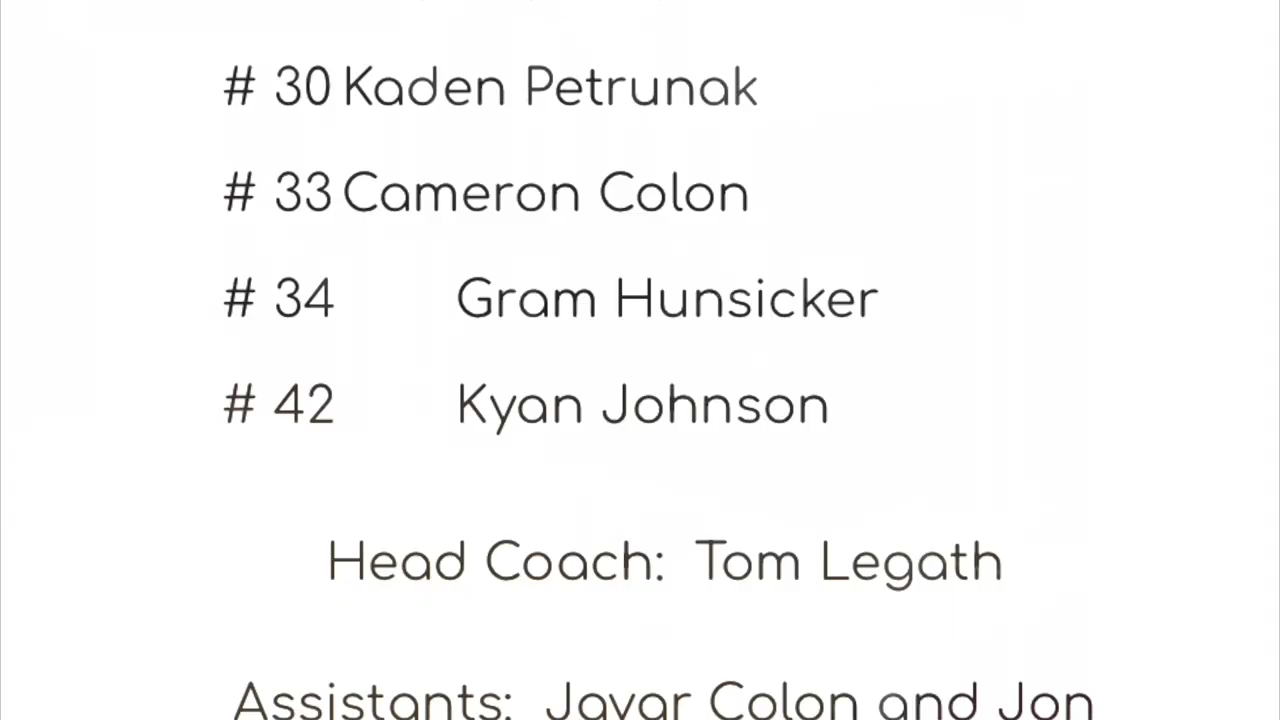 # 30 Kaden Petrunak
# 33 Cameron Colon
# 34 Gram Hunsicker
# 42 Kyan Johnson
Head Coach: Tom Legath
Assistants: Javar Colon and Jon